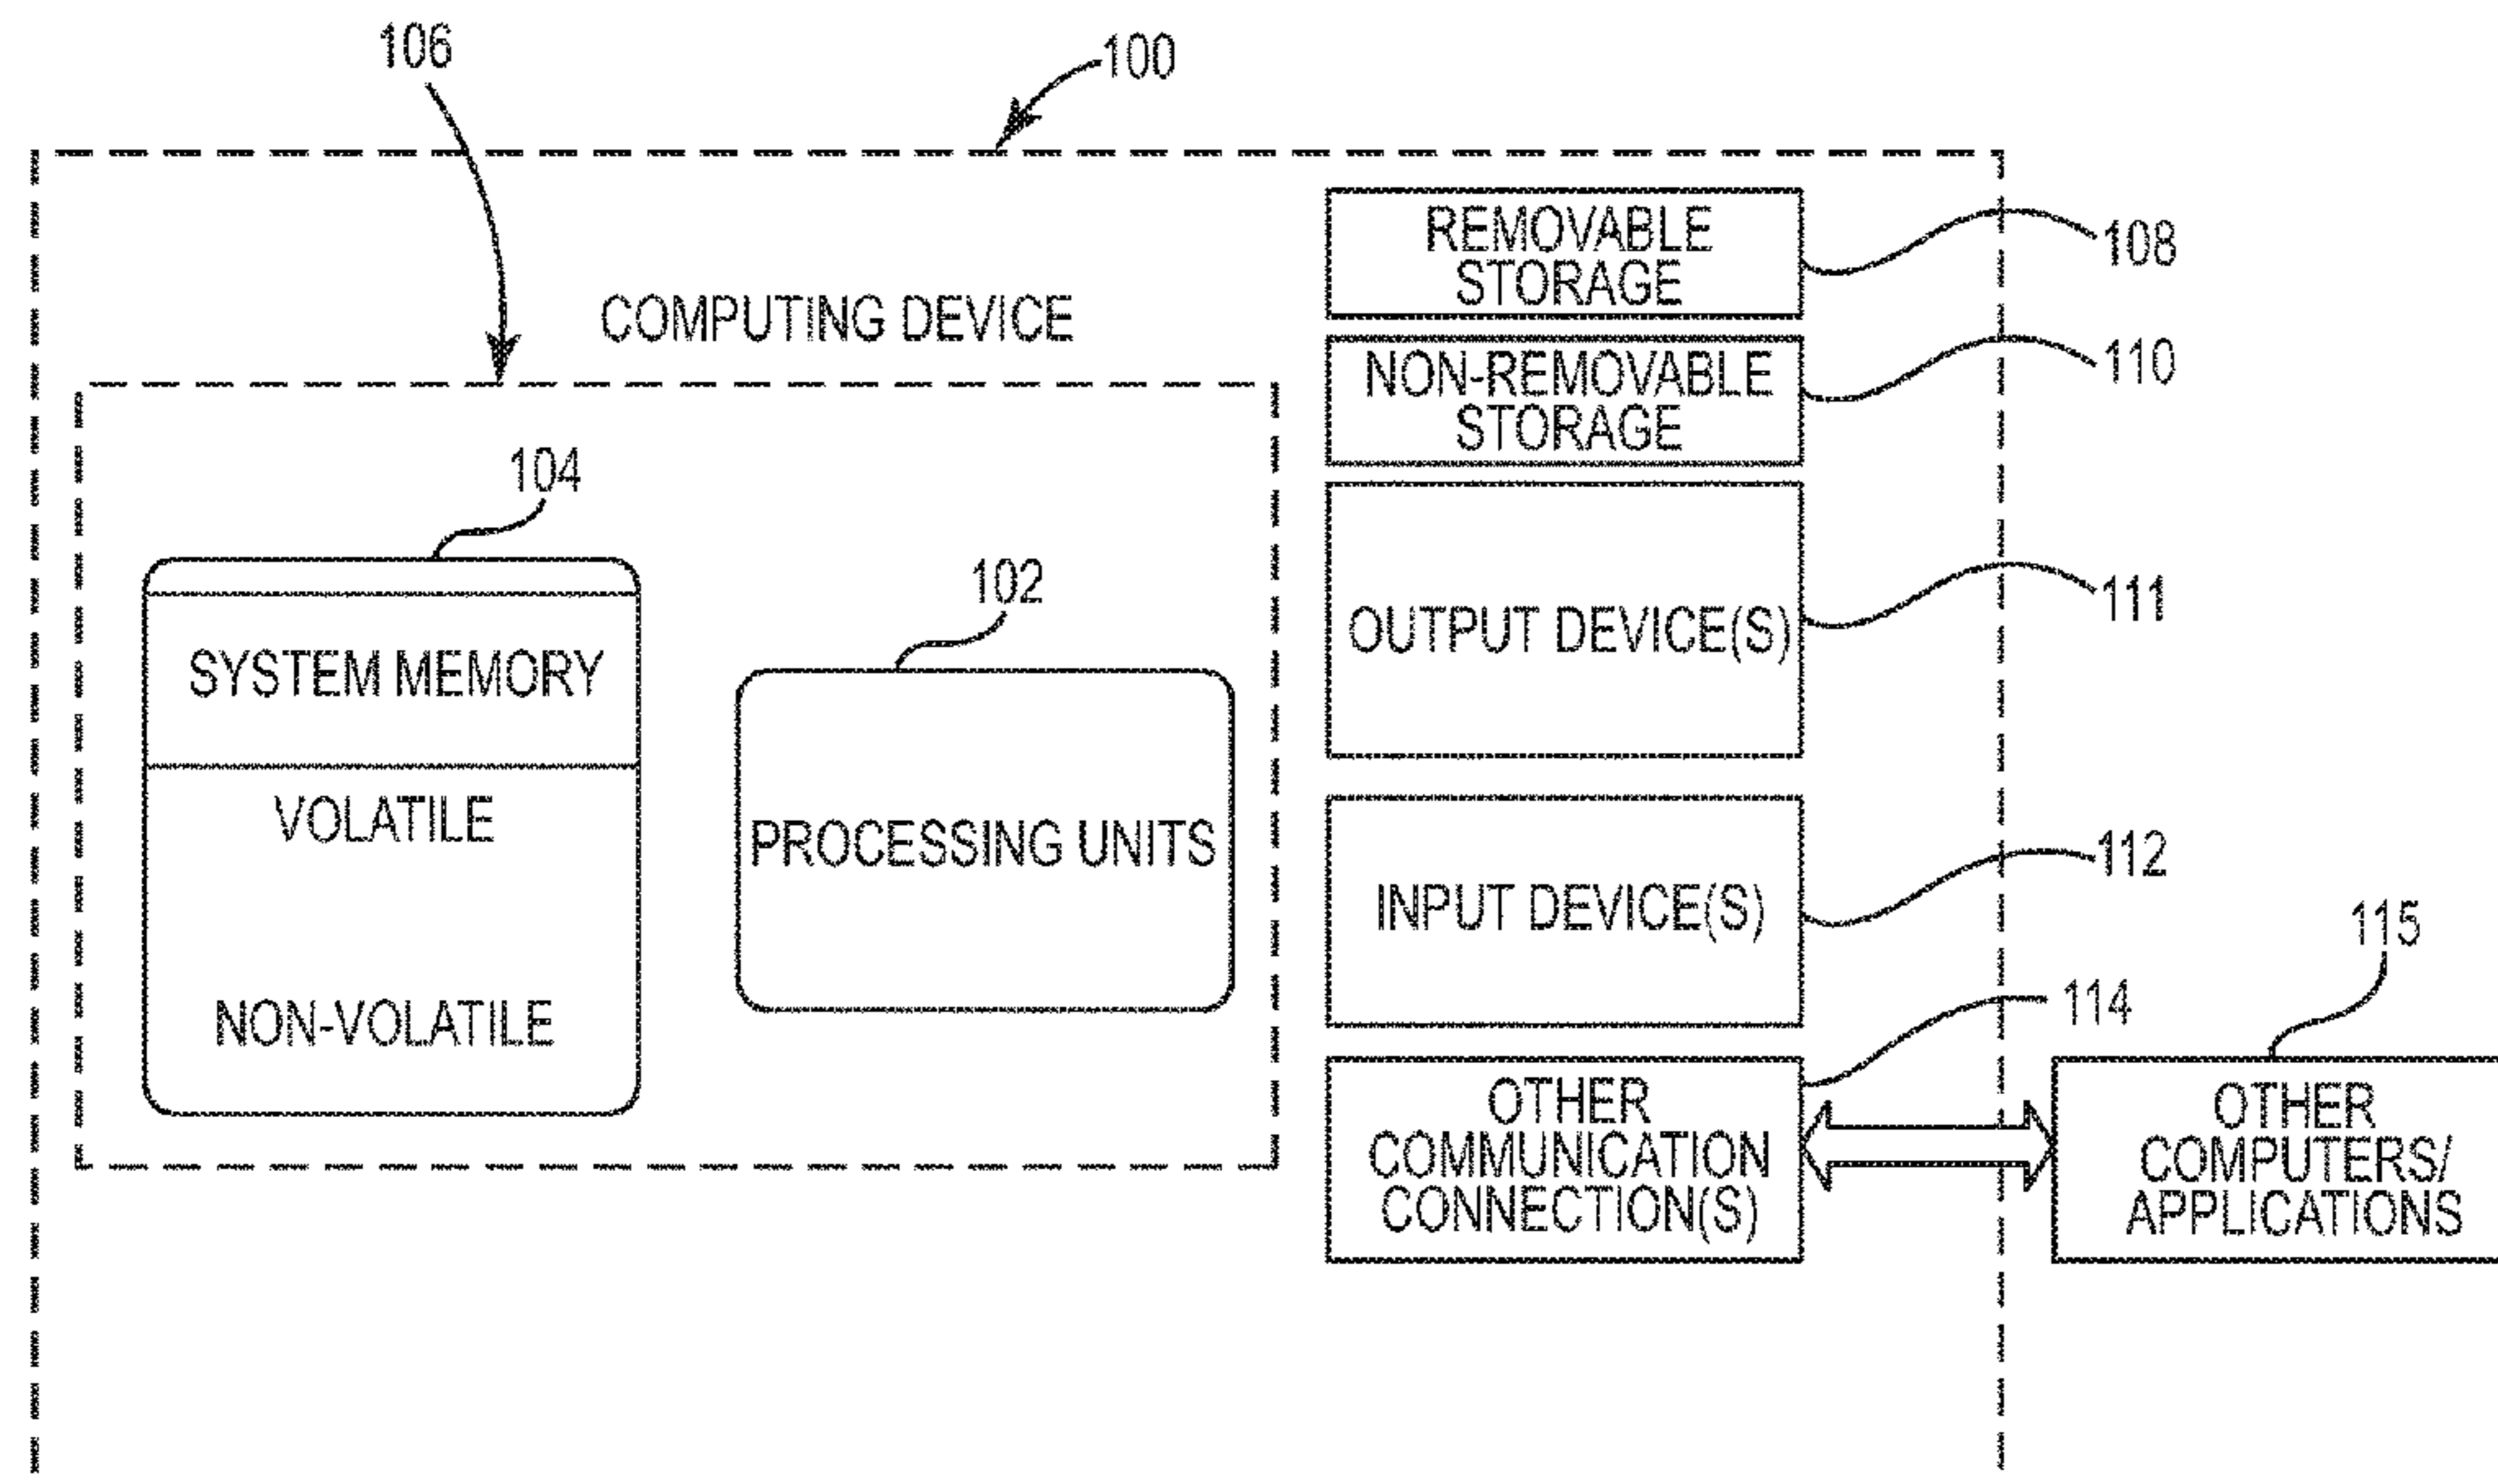 106
100
REMOVABLE
STORAGE
108
COMPUTING DEVICE
NON-REMOVABLE
STORAGE
110
104
102
OUTPUT DEVICE(S)
111
SYSTEM MEMORY
VOLATILE
NON-VOLATILE
PROCESSING UNITS
INPUT DEVICE(S)
112
114
115
OTHER
COMMUNICATION
CONNECTION(S)
OTHER
COMPUTERS/
APPLICATIONS